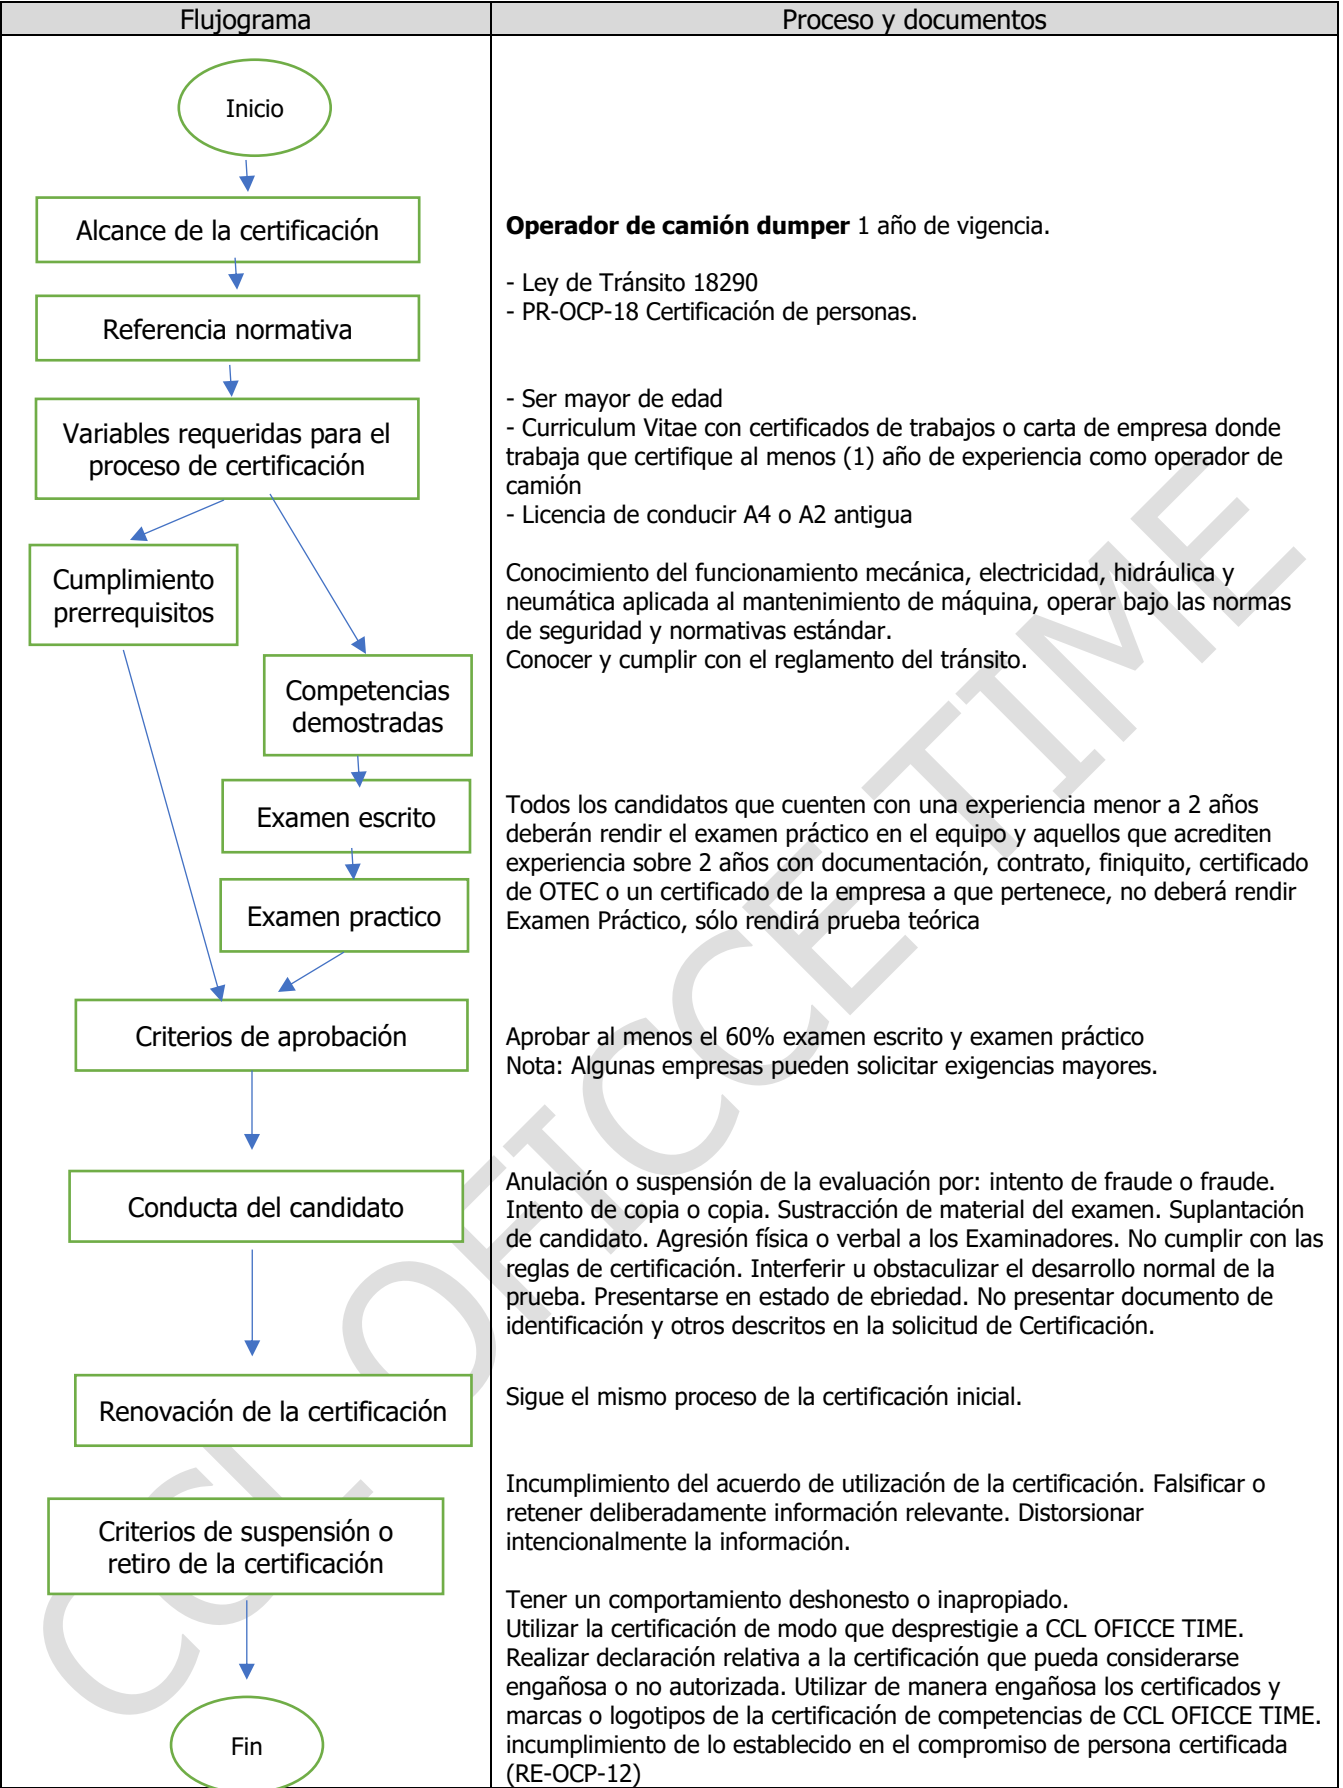 Flujograma
Proceso y documentos
Inicio
Alcance de la certificación
Operador de camión dumper 1 año de vigencia.
Referencia normativa
- Ley de Tránsito 18290
- PR-OCP-18 Certificación de personas.
Variables requeridas para el
proceso de certificación
- Ser mayor de edad
- Curriculum Vitae con certificados de trabajos o carta de empresa donde
trabaja que certifique al menos (1) año de experiencia como operador de
camión
- Licencia de conducir A4 o A2 antigua
Cumplimiento
prerrequisitos
Conocimiento del funcionamiento mecánica, electricidad, hidráulica y
neumática aplicada al mantenimiento de máquina, operar bajo las normas
de seguridad y normativas estándar.
Conocer y cumplir con el reglamento del tránsito.
Competencias
demostradas
Examen escrito
Examen practico
Todos los candidatos que cuenten con una experiencia menor a 2 años
deberán rendir el examen práctico en el equipo y aquellos que acrediten
experiencia sobre 2 años con documentación, contrato, finiquito, certificado
de OTEC o un certificado de la empresa a que pertenece, no deberá rendir
Examen Práctico, sólo rendirá prueba teórica
Criterios de aprobación
Aprobar al menos el 60% examen escrito y examen práctico
Nota: Algunas empresas pueden solicitar exigencias mayores.
Conducta del candidato
Anulación o suspensión de la evaluación por: intento de fraude o fraude.
Intento de copia o copia. Sustracción de material del examen. Suplantación
de candidato. Agresión física o verbal a los Examinadores. No cumplir con las
reglas de certificación. Interferir u obstaculizar el desarrollo normal de la
prueba. Presentarse en estado de ebriedad. No presentar documento de
identificación y otros descritos en la solicitud de Certificación.
Renovación de la certificación
Sigue el mismo proceso de la certificación inicial.
Criterios de suspensión o
retiro de la certificación
Incumplimiento del acuerdo de utilización de la certificación. Falsificar o
retener deliberadamente información relevante. Distorsionar
intencionalmente la información.
Tener un comportamiento deshonesto o inapropiado.
Utilizar la certificación de modo que desprestigie a CCL OFICCE TIME.
Realizar declaración relativa a la certificación que pueda considerarse
engañosa o no autorizada. Utilizar de manera engañosa los certificados y
marcas o logotipos de la certificación de competencias de CCL OFICCE TIME.
incumplimiento de lo establecido en el compromiso de persona certificada
(RE-OCP-12)
Fin
CCL OFICCE TIME